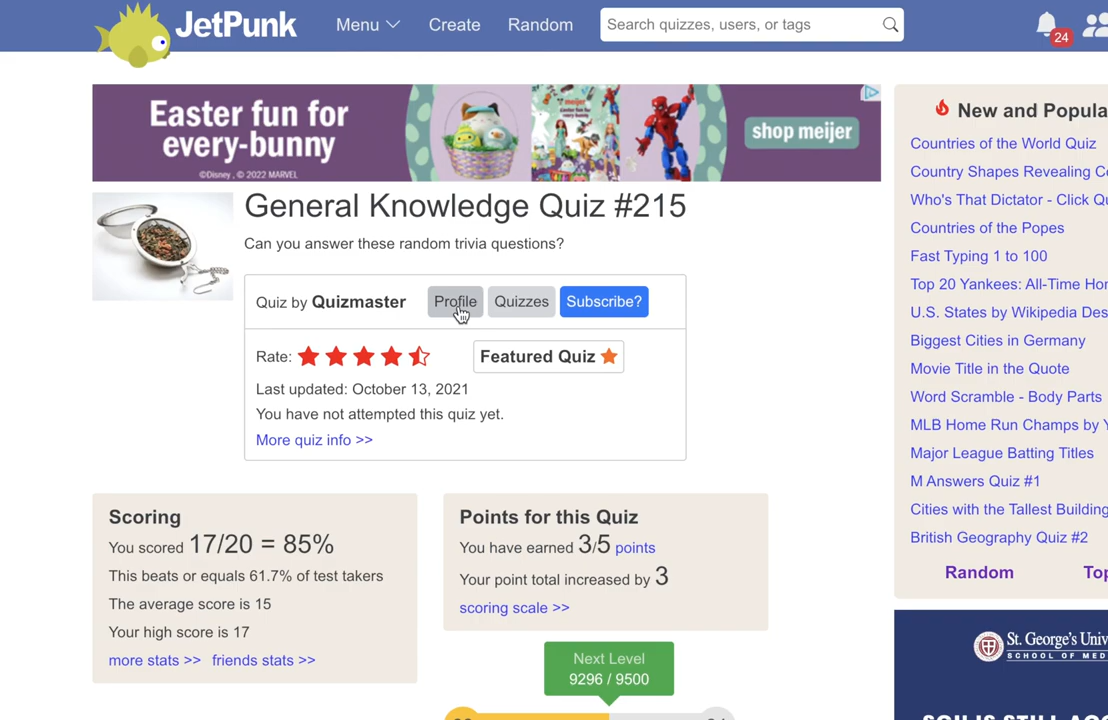 JetPunk
Menu
Create
Random
Search quizzes, users, or tags
24
Easter fun for
every-bunny
©Disney, © 2022 MARVEL
meijer
shop meijer
General Knowledge Quiz #215
Can you answer these random trivia questions?
Quiz by Quizmaster
Profile
Quizzes
Subscribe?
Rate:
Featured Quiz
Last updated: October 13, 2021
You have not attempted this quiz yet.
More quiz info >>
Scoring
You scored 17/20 = 85%
This beats or equals 61.7% of test takers
The average score is 15
Your high score is 17
more stats >> friends stats >>
Points for this Quiz
You have earned 3/5 points
Your point total increased by 3
scoring scale >>
Next Level
9296 / 9500
New and Popula
Countries of the World Quiz
Country Shapes Revealing Co
Who's That Dictator - Click Qu
Countries of the Popes
Fast Typing 1 to 100
Top 20 Yankees: All-Time Hor
U.S. States by Wikipedia Des
Biggest Cities in Germany
Movie Title in the Quote
Word Scramble - Body Parts
MLB Home Run Champs by Y
Major League Batting Titles
M Answers Quiz #1
Cities with the Tallest Building
British Geography Quiz #2
Random
Top
St. George's Univ
SCHOOL OF MED